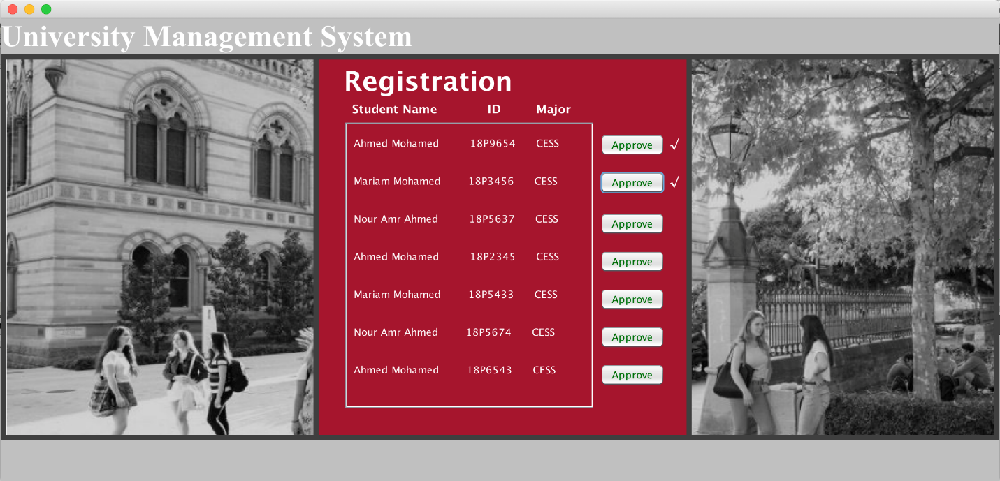 University Management System
Registration
Student Name ID Major
Ahmed Mohamed 18P9654 CESS Approve √
Mariam Mohamed 18P3456 CESS Approve √
Nour Amr Ahmed 18P5637 CESS Approve
Ahmed Mohamed 18P2345 CESS Approve
Mariam Mohamed 18P5433 CESS Approve
Nour Amr Ahmed 18P5674 CESS Approve
Ahmed Mohamed 18P6543 CESS Approve